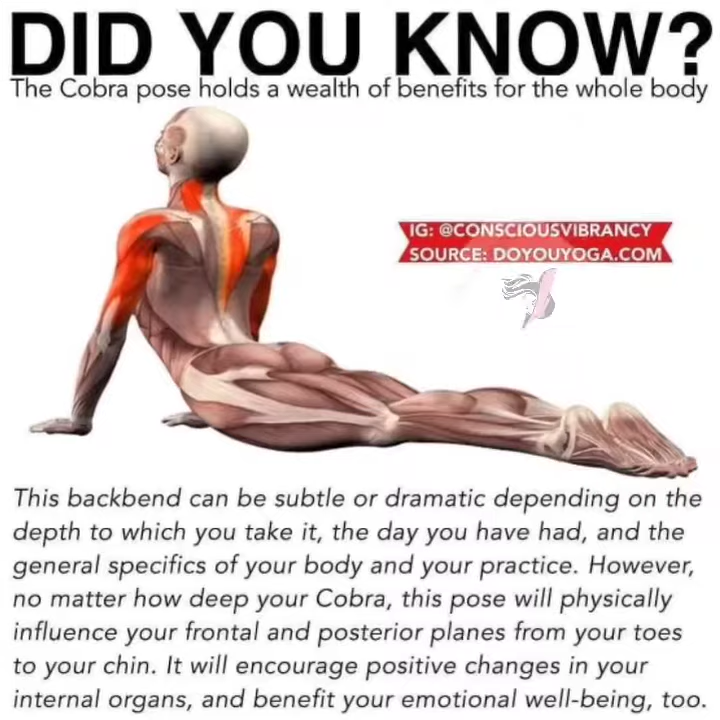 DID YOU KNOW?
The Cobra pose holds a wealth of benefits for the whole body
IG: @CONSCIOUSVIBRANCY
SOURCE: DOYOUYOGA.COM
This backbend can be subtle or dramatic depending on the
depth to which you take it, the day you have had, and the
general specifics of your body and your practice. However,
no matter how deep your Cobra, this pose will physically
influence your frontal and posterior planes from your toes
to your chin. It will encourage positive changes in your
internal organs, and benefit your emotional well-being, too.